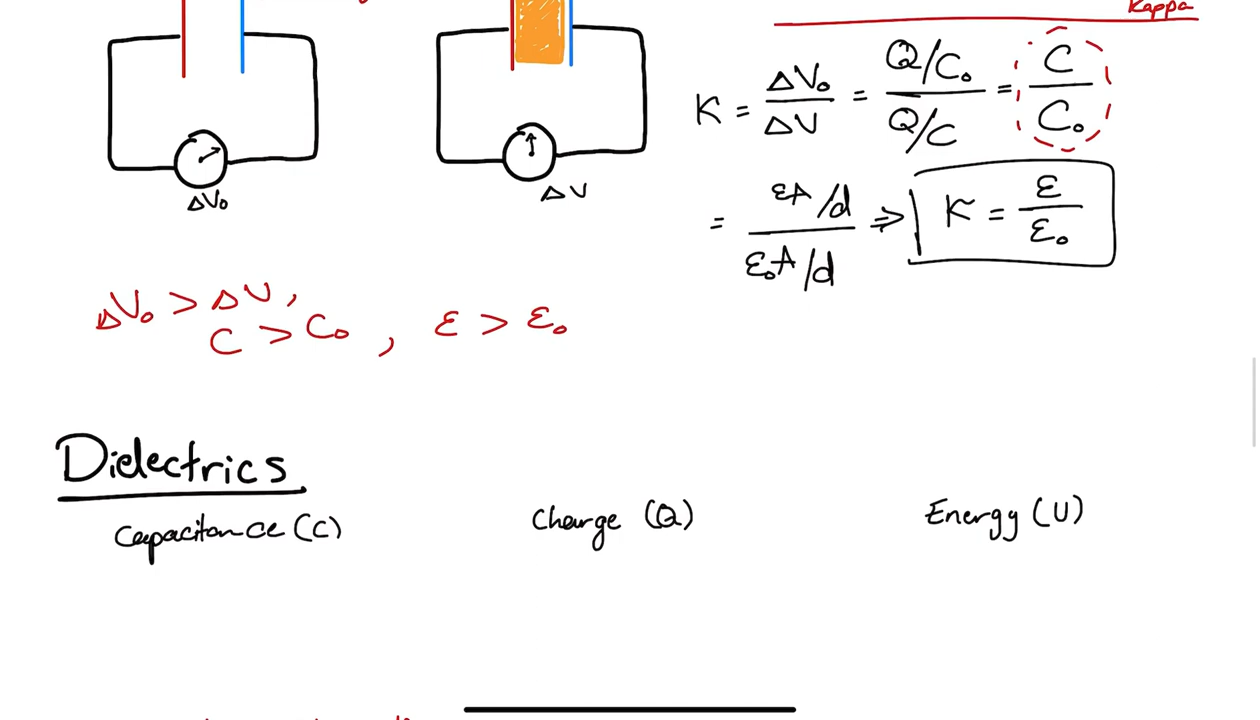 Kappa
K = ΔV₀/ΔV = (Q/C₀)/(Q/C) = C/C₀
= (εA/d)/(ε₀A/d) ⇒ K = ε/ε₀
ΔV₀
ΔV
ΔV₀ > ΔV,
C > C₀ , ε > ε₀
Dielectrics
Capacitance (C)
Charge (Q)
Energy (U)